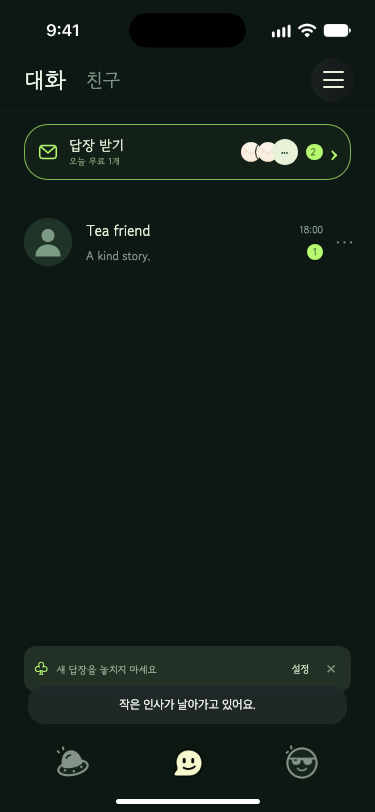 9:41
대화 친구
답장 받기
오늘 무료 1개
2
Tea friend
18:00
A kind story.
1
새 답장을 놓치지 마세요
설정
작은 인사가 날아가고 있어요.